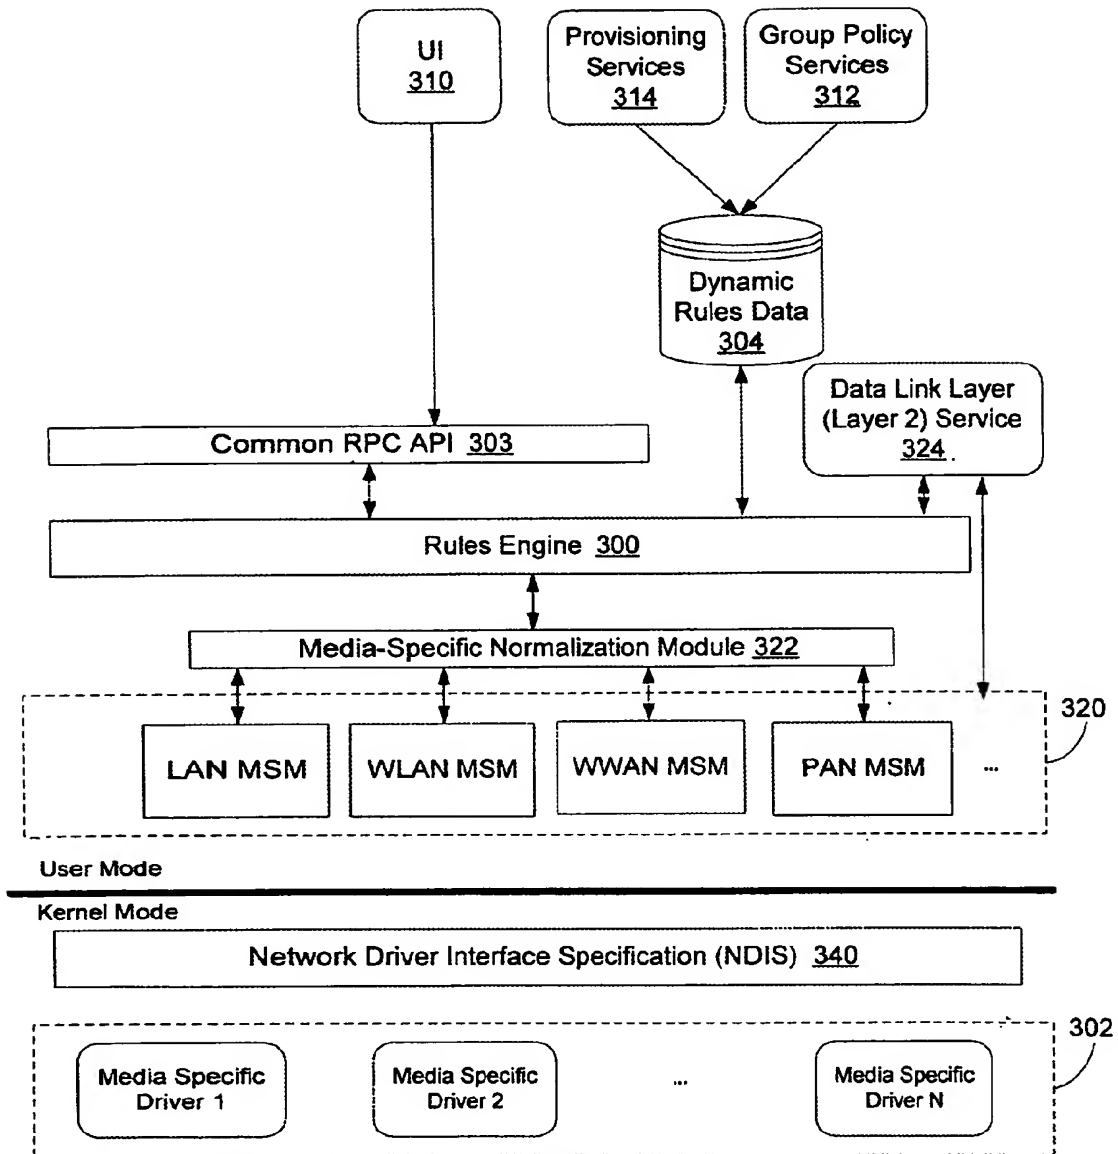 UI
310
Provisioning
Services
314
Group Policy
Services
312
Dynamic
Rules Data
304
Data Link Layer
(Layer 2) Service
324
Common RPC API 303
Rules Engine 300
Media-Specific Normalization Module 322
320
LAN MSM
WLAN MSM
WWAN MSM
PAN MSM
...
User Mode
Kernel Mode
Network Driver Interface Specification (NDIS) 340
302
Media Specific
Driver 1
Media Specific
Driver 2
...
Media Specific
Driver N